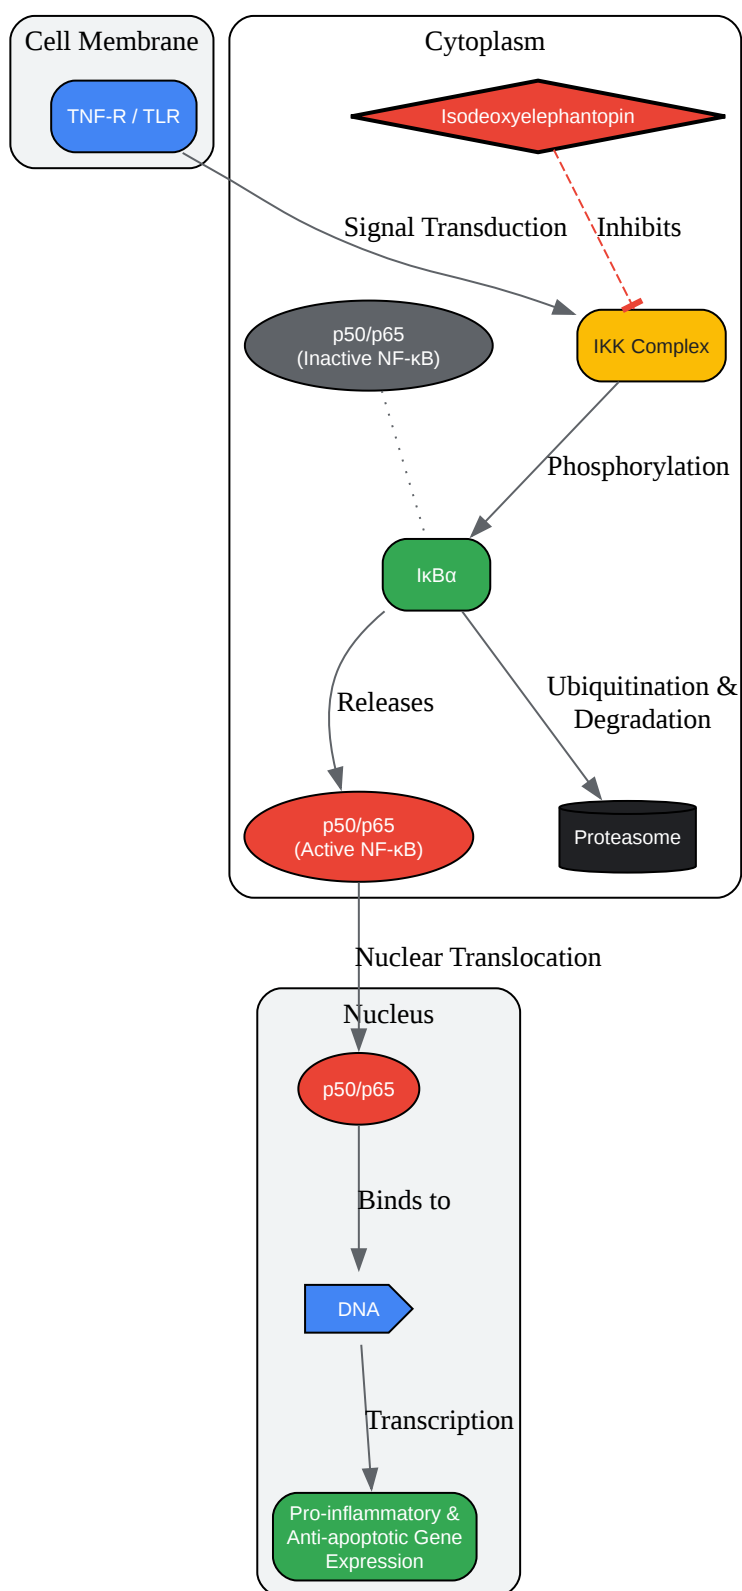 Cell Membrane
Cytoplasm
TNF-R / TLR
Isodeoxyelephantopin
Signal Transduction
Inhibits
p50/p65
(Inactive NF-κB)
IKK Complex
Phosphorylation
IκBα
Releases
Ubiquitination &
Degradation
p50/p65
(Active NF-κB)
Proteasome
Nuclear Translocation
Nucleus
p50/p65
Binds to
DNA
Transcription
Pro-inflammatory &
Anti-apoptotic Gene
Expression